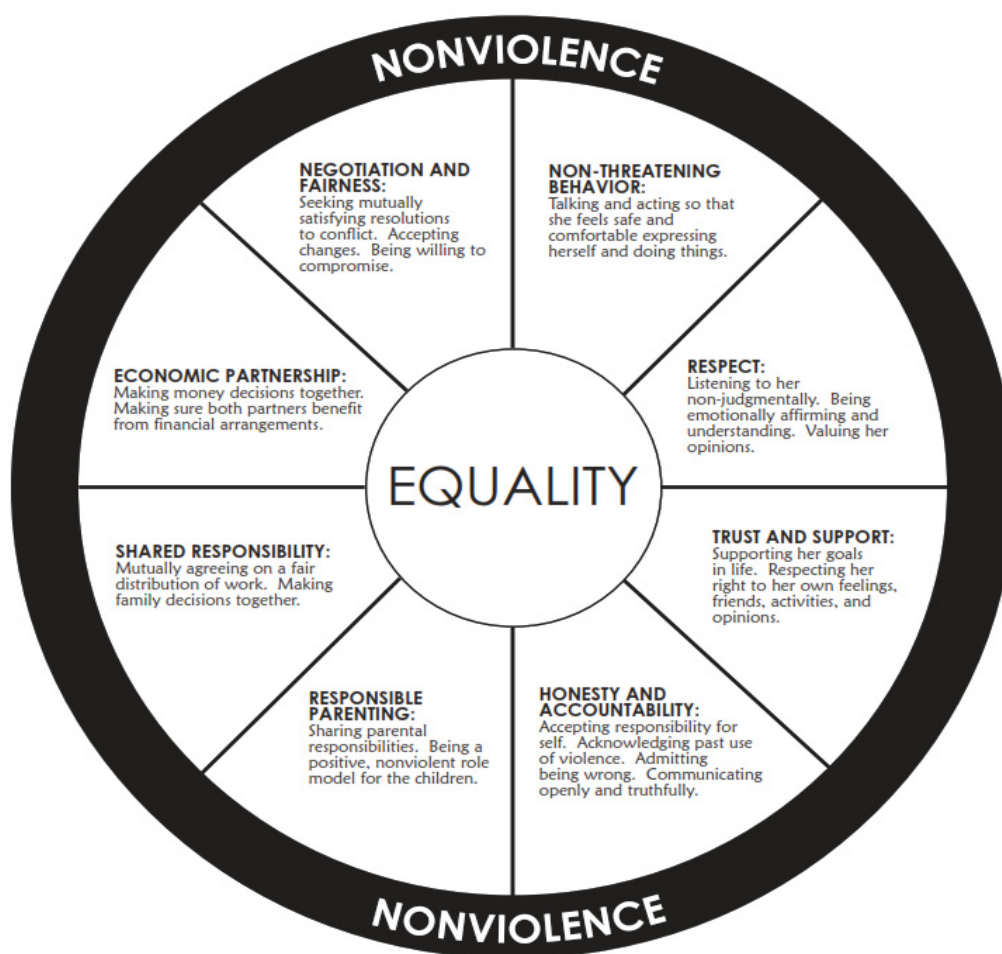 NONVIOLENCE
NEGOTIATION AND
FAIRNESS:
Seeking mutually
satisfying resolutions
to conflict. Accepting
changes. Being willing to
compromise.
NON-THREATENING
BEHAVIOR:
Talking and acting so that
she feels safe and
comfortable expressing
herself and doing things.
ECONOMIC PARTNERSHIP:
Making money decisions together.
Making sure both partners benefit
from financial arrangements.
RESPECT:
Listening to her
non-judgmentally. Being
emotionally affirming and
understanding. Valuing her
opinions.
EQUALITY
SHARED RESPONSIBILITY:
Mutually agreeing on a fair
distribution of work. Making
family decisions together.
TRUST AND SUPPORT:
Supporting her goals
in life. Respecting her
right to her own feelings,
friends, activities, and
opinions.
RESPONSIBLE
PARENTING:
Sharing parental
responsibilities. Being a
positive, nonviolent role
model for the children.
HONESTY AND
ACCOUNTABILITY:
Accepting responsibility for
self. Acknowledging past use
of violence. Admitting
being wrong. Communicating
openly and truthfully.
NONVIOLENCE